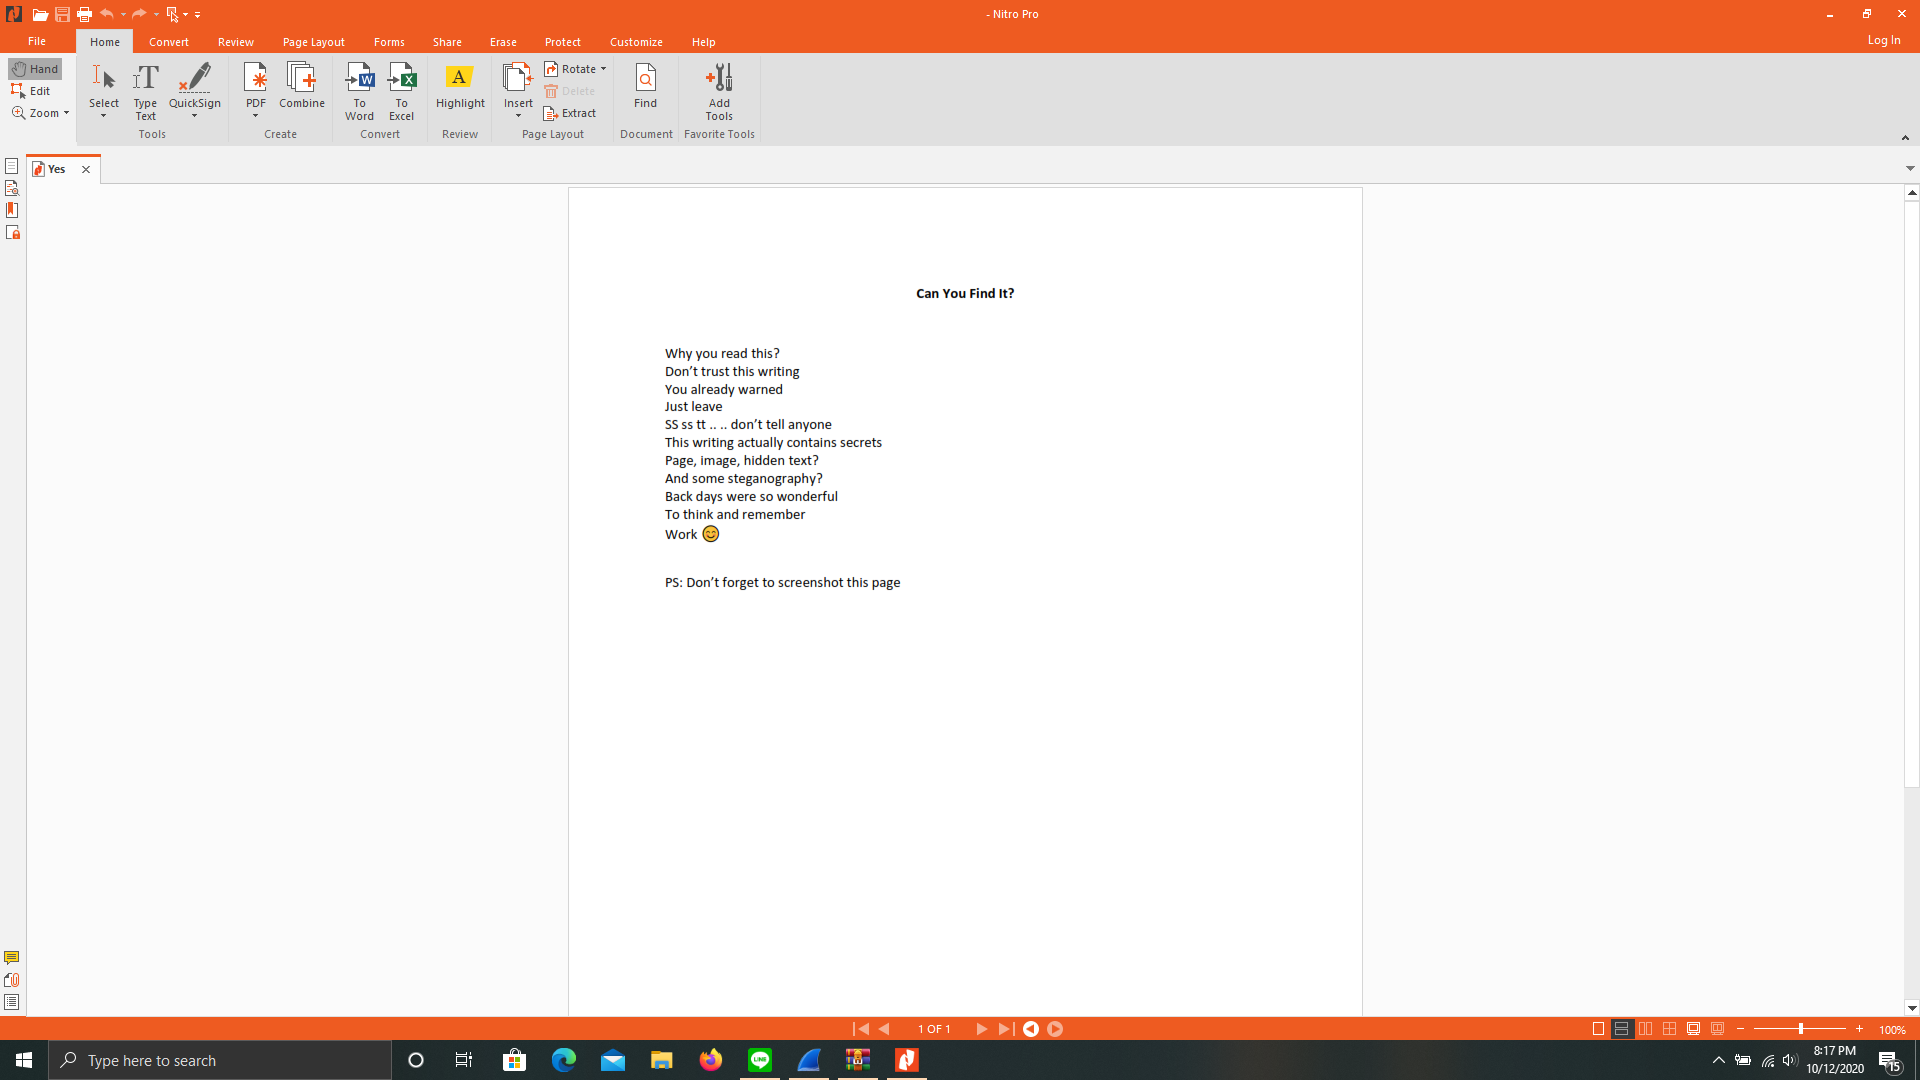 - Nitro Pro
File Home Convert Review Page Layout Forms Share Erase Protect Customize Help Log In
Hand
Edit
Zoom
Select
Type Text
QuickSign
Tools
PDF
Combine
Create
To Word
To Excel
Convert
Highlight
Review
Insert
Rotate
Delete
Extract
Page Layout
Find
Document
Add Tools
Favorite Tools
Yes
Can You Find It?
Why you read this?
Don’t trust this writing
You already warned
Just leave
SS ss tt .. .. don’t tell anyone
This writing actually contains secrets
Page, image, hidden text?
And some steganography?
Back days were so wonderful
To think and remember
Work 😊
PS: Don’t forget to screenshot this page
1 OF 1
100%
Type here to search
LINE
8:17 PM
10/12/2020
15